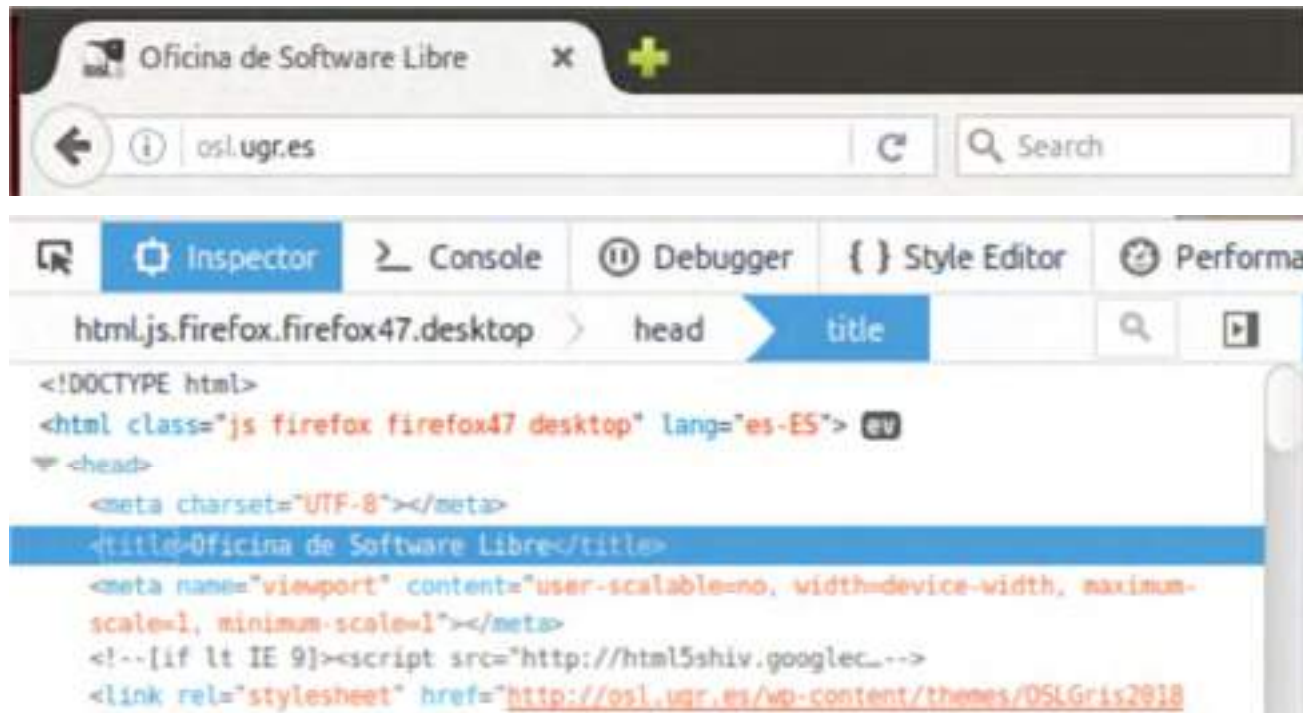 Oficina de Software Libre
osl.ugr.es
Search
Inspector Console Debugger { } Style Editor Performa
html.js.firefox.firefox47.desktop head title
<!DOCTYPE html>
<html class="js firefox firefox47 desktop" lang="es-ES"> ev
<head>
<meta charset="UTF-8"></meta>
<title>Oficina de Software Libre</title>
<meta name="viewport" content="user-scalable=no, width=device-width, maximum-
scale=1, minimum-scale=1"></meta>
<!--[if lt IE 9]><script src="http://html5shiv.googlec…-->
<link rel="stylesheet" href="http://osl.ugr.es/wp-content/themes/OSLGris2018